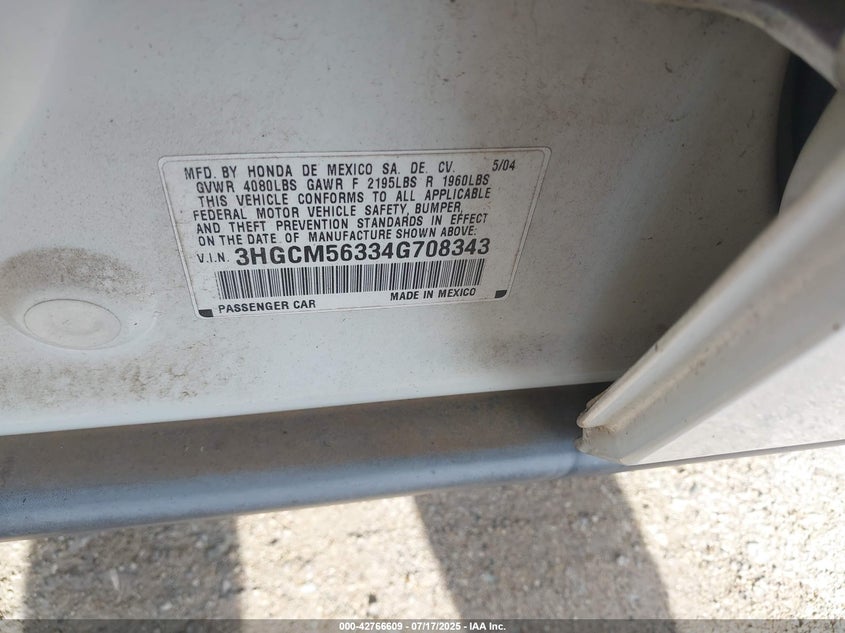 MFD. BY HONDA DE MEXICO SA. DE. CV. 5/04
GVWR 4080LBS GAWR F 2195LBS R 1960LBS
THIS VEHICLE CONFORMS TO ALL APPLICABLE
FEDERAL MOTOR VEHICLE SAFETY, BUMPER,
AND THEFT PREVENTION STANDARDS IN EFFECT
ON THE DATE OF MANUFACTURE SHOWN ABOVE:
V.I.N. 3HGCM56334G708343
PASSENGER CAR MADE IN MEXICO
000-42766609 / 07/17/2025 - IAA Inc.